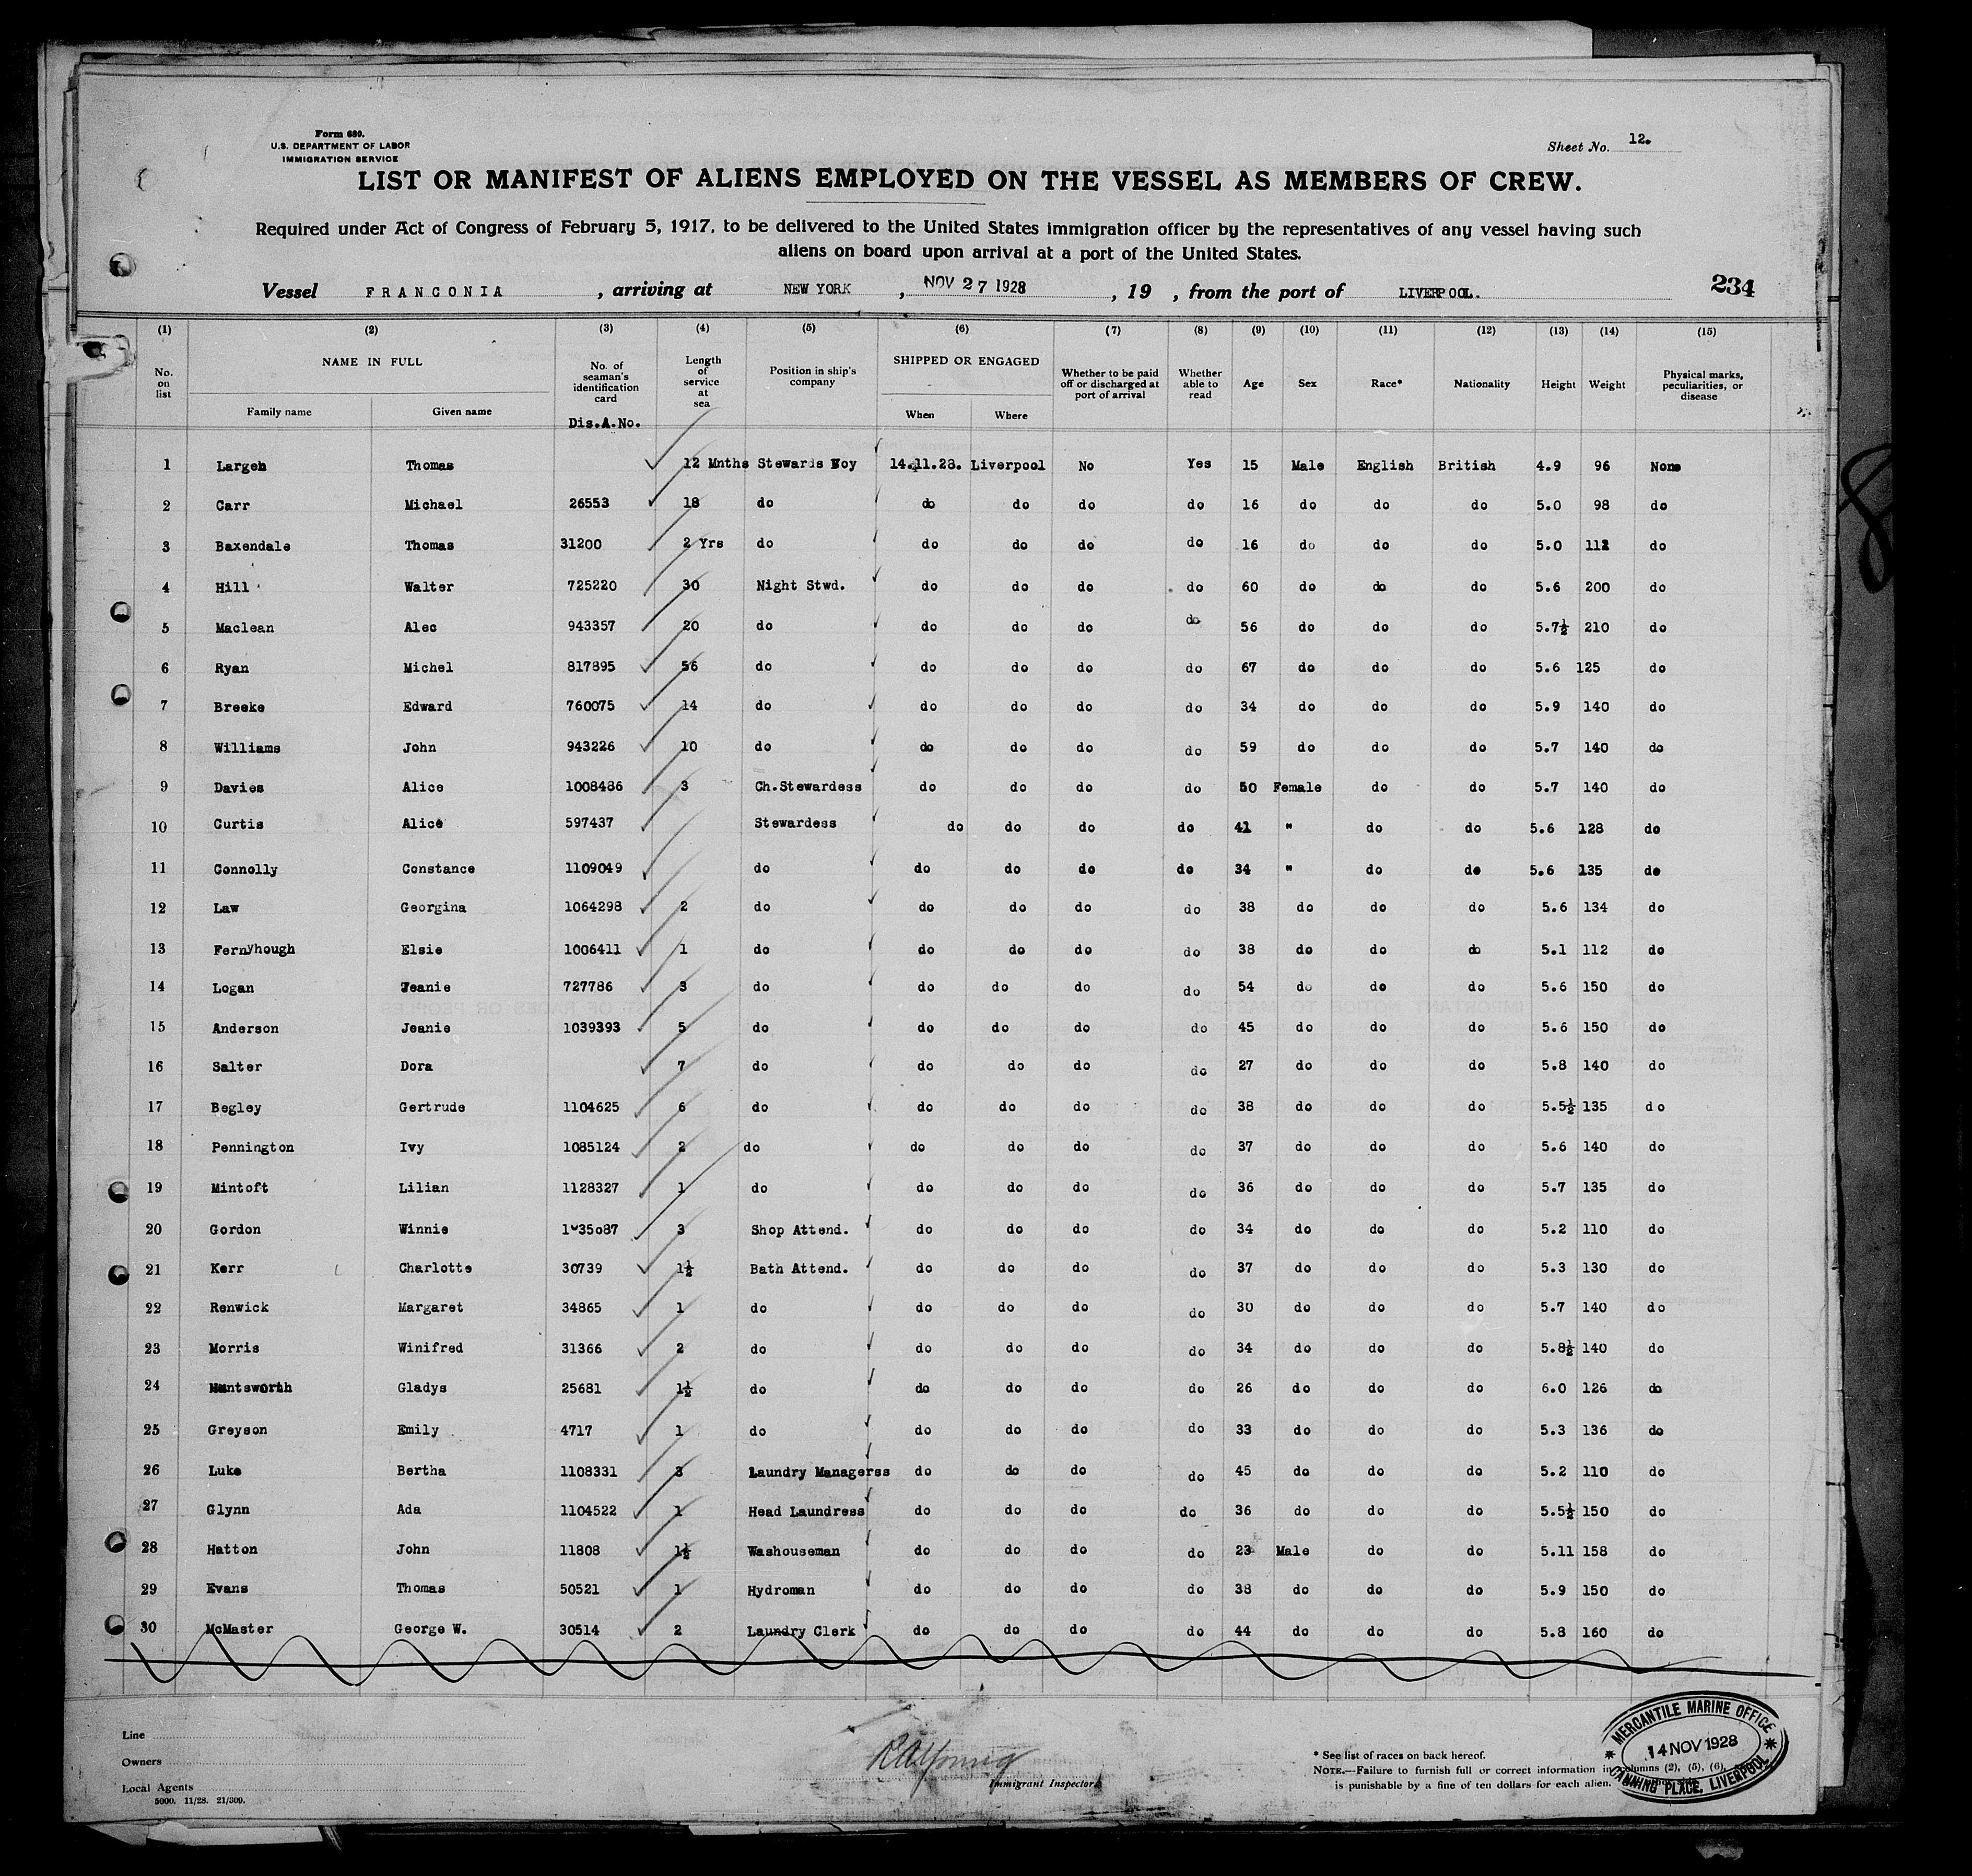 Form 680.
U.S. DEPARTMENT OF LABOR
IMMIGRATION SERVICE
Sheet No. 12.
LIST OR MANIFEST OF ALIENS EMPLOYED ON THE VESSEL AS MEMBERS OF CREW.
Required under Act of Congress of February 5, 1917, to be delivered to the United States immigration officer by the representatives of any vessel having such
aliens on board upon arrival at a port of the United States.
Vessel FRANCONIA , arriving at NEW YORK , NOV 27 1928 , 19 , from the port of LIVERPOOL. 234
(1) (2) (3) (4) (5) (6) (7) (8) (9) (10) (11) (12) (13) (14) (15)
No. on list NAME IN FULL Family name Given name No. of seaman's identification card Dis.A.No. Length of service at sea Position in ship's company SHIPPED OR ENGAGED When Where Whether to be paid off or discharged at port of arrival Whether able to read Age Sex Race* Nationality Height Weight Physical marks, peculiarities, or disease
1 Largen Thomas 12 Mnths Stewards Boy 14.11.28. Liverpool No Yes 15 Male English British 4.9 96 None
2 Carr Michael 26553 18 do do do do do 16 do do do 5.0 98 do
3 Baxendale Thomas 31200 2 Yrs do do do do do 16 do do do 5.0 112 do
4 Hill Walter 725220 30 Night Stwd. do do do do 60 do do do 5.6 200 do
5 Maclean Alec 943357 20 do do do do do 56 do do do 5.7½ 210 do
6 Ryan Michel 817895 56 do do do do do 67 do do do 5.6 125 do
7 Breeke Edward 760075 14 do do do do do 34 do do do 5.9 140 do
8 Williams John 943226 10 do do do do do 59 do do do 5.7 140 do
9 Davies Alice 1008486 3 Ch.Stewardess do do do do 50 Female do do 5.7 140 do
10 Curtis Alice 597437 Stewardess do do do do 41 " do do 5.6 128 do
11 Connolly Constance 1109049 do do do do do 34 " do do 5.6 135 do
12 Law Georgina 1064298 2 do do do do do 38 do do do 5.6 134 do
13 Fernyhough Elsie 1006411 1 do do do do do 38 do do do 5.1 112 do
14 Logan Jeanie 727786 3 do do do do do 54 do do do 5.6 150 do
15 Anderson Jeanie 1039393 5 do do do do do 45 do do do 5.6 150 do
16 Salter Dora 7 do do do do do 27 do do do 5.8 140 do
17 Begley Gertrude 1104625 6 do do do do do 38 do do do 5.5½ 135 do
18 Pennington Ivy 1085124 2 do do do do do 37 do do do 5.6 140 do
19 Mintoft Lilian 1128327 1 do do do do do 36 do do do 5.7 135 do
20 Gordon Winnie 1035087 3 Shop Attend. do do do do 34 do do do 5.2 110 do
21 Kerr Charlotte 30739 1½ Bath Attend. do do do do 37 do do do 5.3 130 do
22 Renwick Margaret 34865 1 do do do do do 30 do do do 5.7 140 do
23 Morris Winifred 31366 2 do do do do do 34 do do do 5.8½ 140 do
24 Muntsworth Gladys 25681 1½ do do do do do 26 do do do 6.0 126 do
25 Greyson Emily 4717 1 do do do do do 33 do do do 5.3 136 do
26 Luke Bertha 1108331 3 Laundry Managerss do do do do 45 do do do 5.2 110 do
27 Glynn Ada 1104522 1 Head Laundress do do do do 36 do do do 5.5½ 150 do
28 Hatton John 11808 1½ Washouseman do do do do 23 Male do do 5.11 158 do
29 Evans Thomas 50521 1 Hydroman do do do do 38 do do do 5.9 150 do
30 McMaster George W. 30514 2 Laundry Clerk do do do do 44 do do do 5.8 160 do
Line
Owners
Local Agents
5000. 11/28. 21/309.
Immigrant Inspector.
* See list of races on back hereof.
NOTE.—Failure to furnish full or correct information in columns (2), (5), (6),
is punishable by a fine of ten dollars for each alien.
MERCANTILE MARINE OFFICE
14 NOV 1928
CANNING PLACE, LIVERPOOL